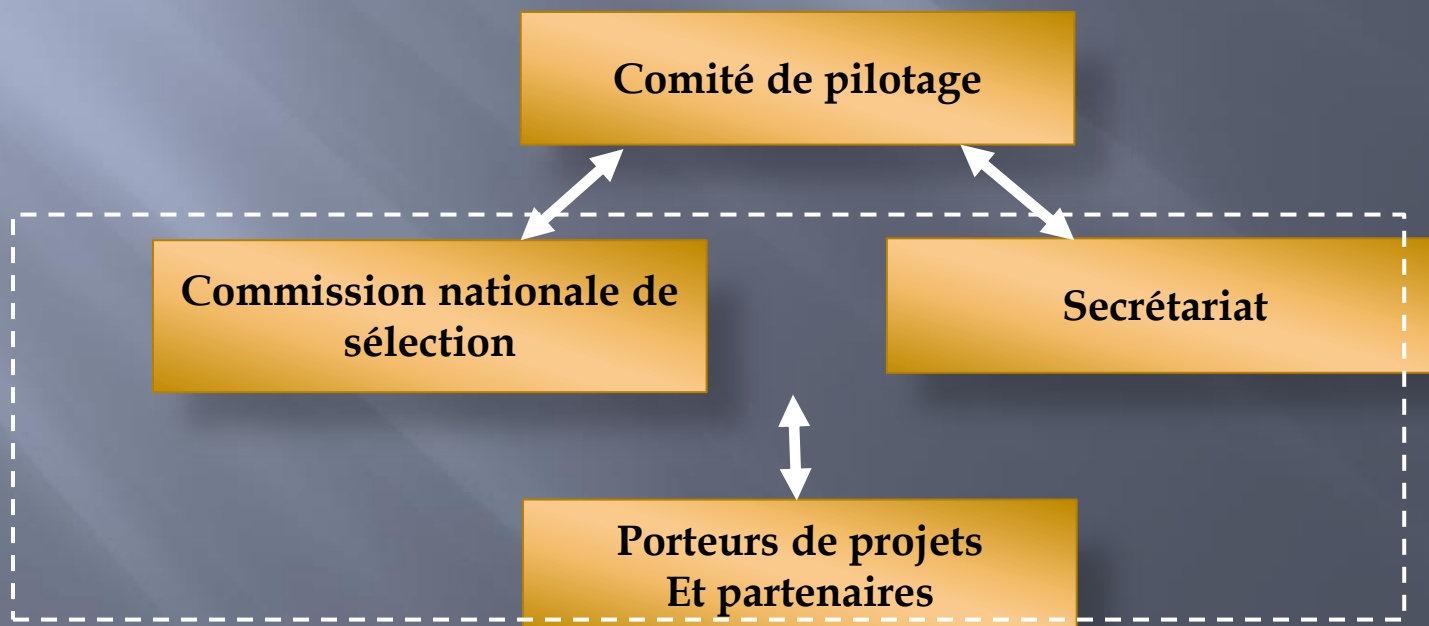 Comité de pilotage
Commission nationale de
sélection
Secrétariat
Porteurs de projets
Et partenaires